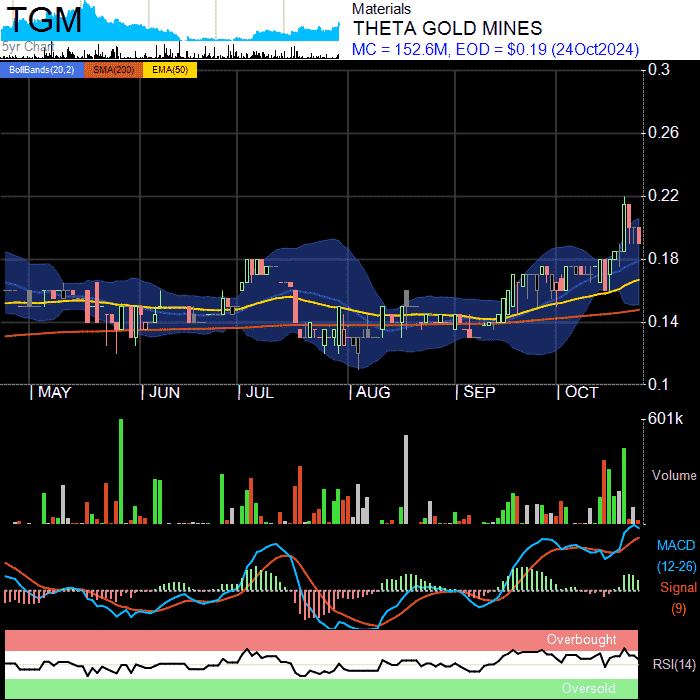 TGM
5yr Chart
Materials
THETA GOLD MINES
MC = 152.6M, EOD = $0.19 (24Oct2024)
BollBands(20,2) SMA(200) EMA(50)
0.3
0.26
0.22
0.18
0.14
0.1
MAY JUN JUL AUG SEP OCT
601k
Volume
MACD
(12-26)
Signal
(9)
Overbought
RSI(14)
Oversold